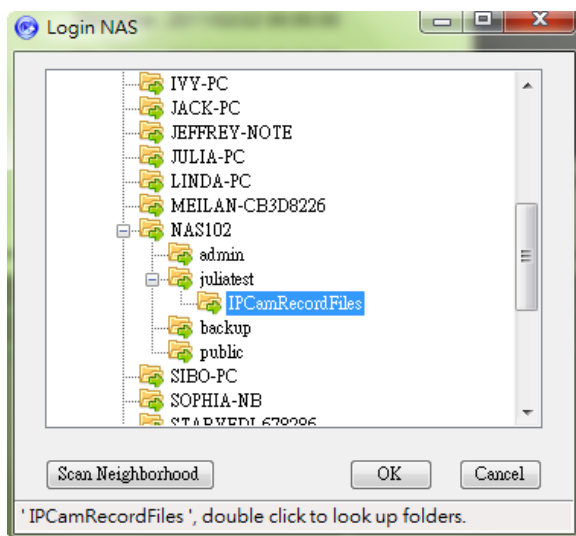 Login NAS
IVY-PC
JACK-PC
JEFFREY-NOTE
JULIA-PC
LINDA-PC
MEILAN-CB3D8226
NAS102
admin
juliatest
IPCamRecordFiles
backup
public
SIBO-PC
SOPHIA-NB
Scan Neighborhood OK Cancel
' IPCamRecordFiles ', double click to look up folders.